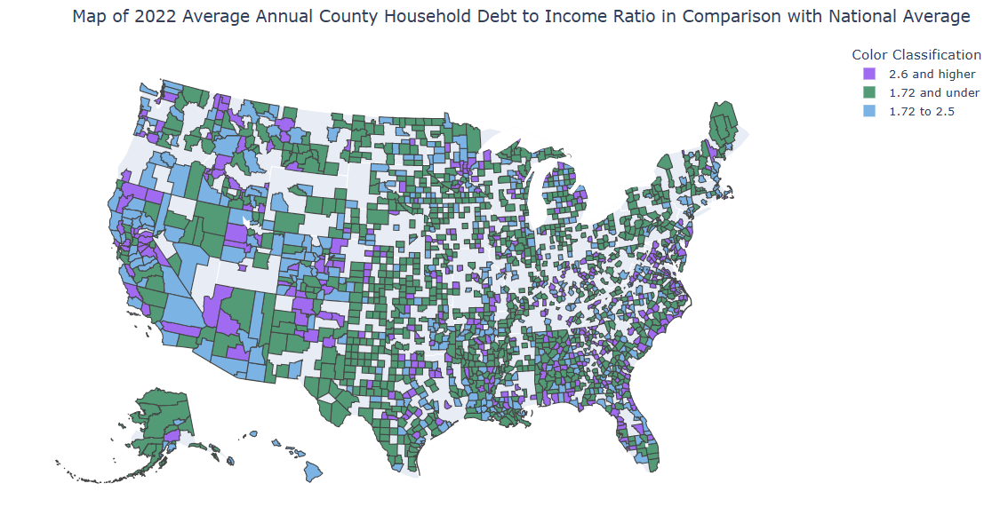 Map of 2022 Average Annual County Household Debt to Income Ratio in Comparison with National Average
Color Classification
2.6 and higher
1.72 and under
1.72 to 2.5